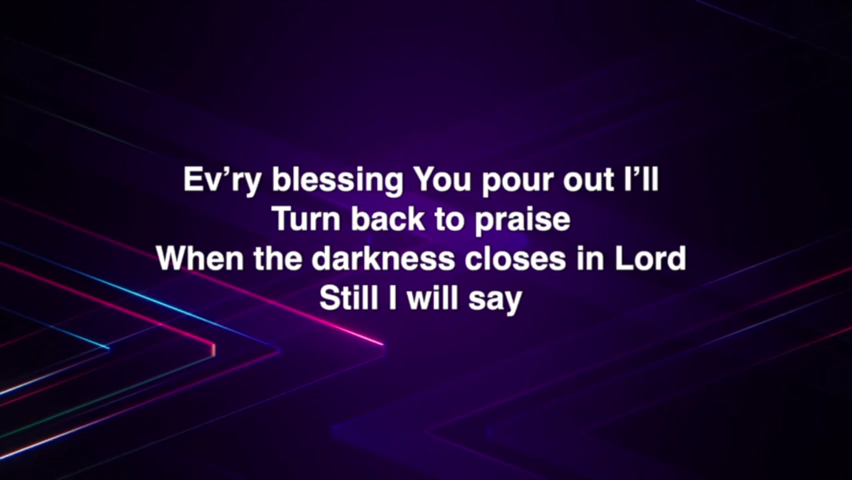 Ev’ry blessing You pour out I’ll
Turn back to praise
When the darkness closes in Lord
Still I will say